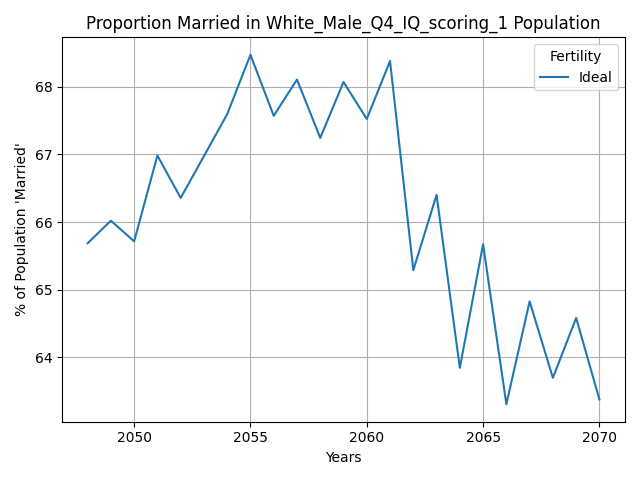 Proportion Married in White_Male_Q4_IQ_scoring_1 Population
Fertility
Ideal
% of Population 'Married'
68
67
66
65
64
2050 2055 2060 2065 2070
Years